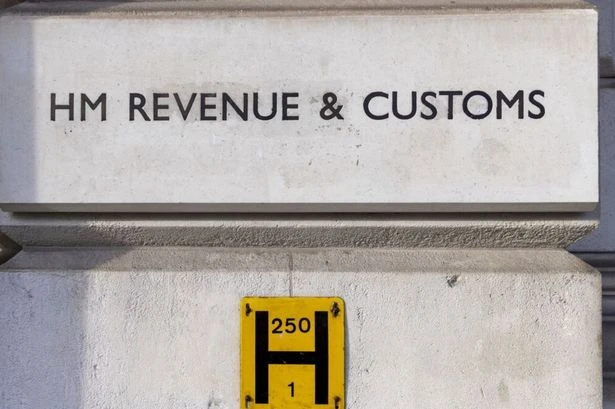 HM REVENUE & CUSTOMS
250
H
1